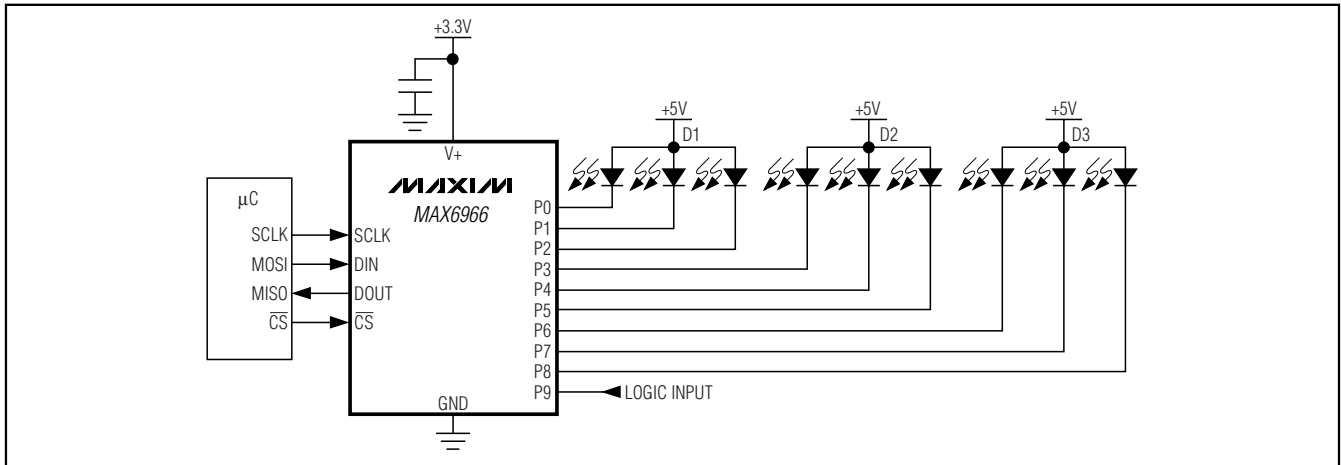 +3.3V
+5V
+5V
+5V
D1
D2
D3
V+
MAXIM
MAX6966
µC
SCLK
MOSI
MISO
CS
SCLK
DIN
DOUT
CS
P0
P1
P2
P3
P4
P5
P6
P7
P8
P9
LOGIC INPUT
GND